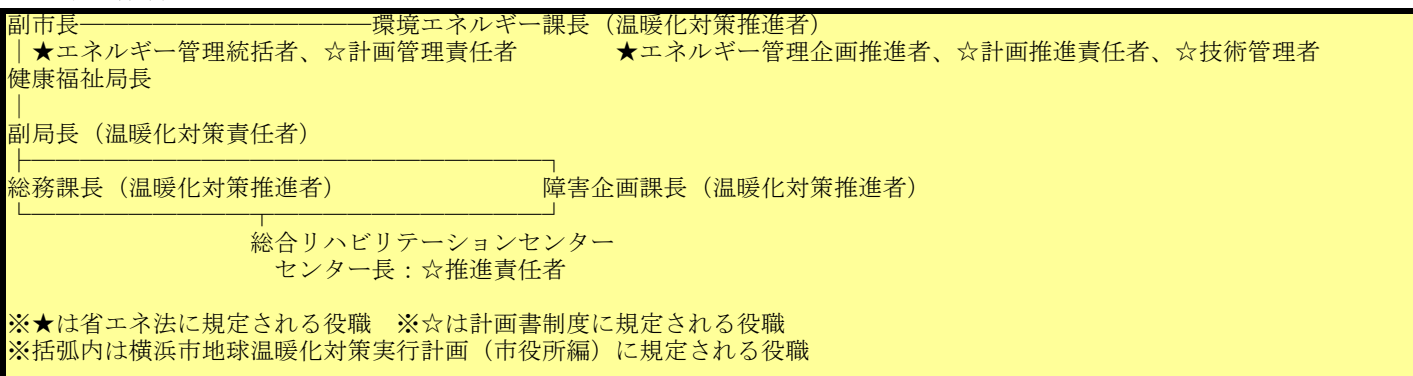 副市長――――――――――――環境エネルギー課長（温暖化対策推進者）
｜★エネルギー管理統括者、☆計画管理責任者　　　　★エネルギー管理企画推進者、☆計画推進責任者、☆技術管理者
健康福祉局長
｜
副局長（温暖化対策責任者）
├―――――――――――――――――――――┐
総務課長（温暖化対策推進者）　　　　　　　　　障害企画課長（温暖化対策推進者）
└―――――――――┬―――――――――――┘
総合リハビリテーションセンター
センター長：☆推進責任者
※★は省エネ法に規定される役職　※☆は計画書制度に規定される役職
※括弧内は横浜市地球温暖化対策実行計画（市役所編）に規定される役職